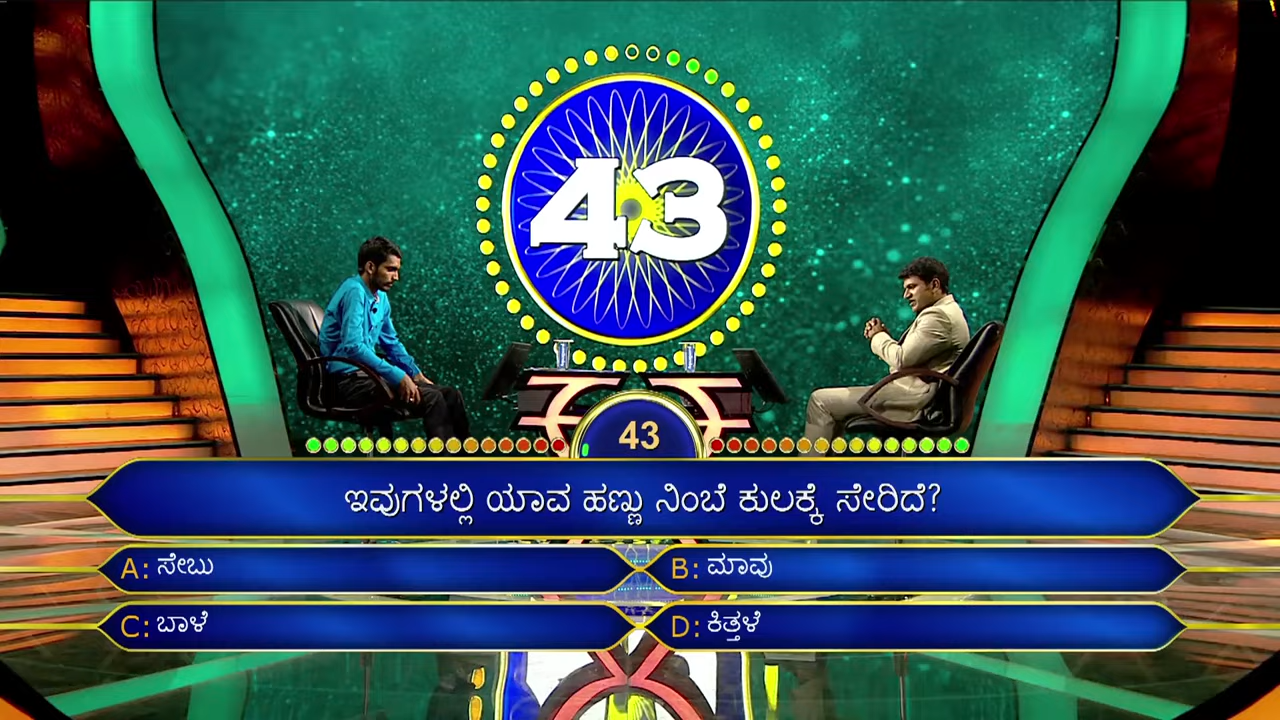 43
43
ಇವುಗಳಲ್ಲಿ ಯಾವ ಹಣ್ಣು ನಿಂಬೆ ಕುಲಕ್ಕೆ ಸೇರಿದೆ?
A: ಸೇಬು
B: ಮಾವು
C: ಬಾಳೆ
D: ಕಿತ್ತಳೆ